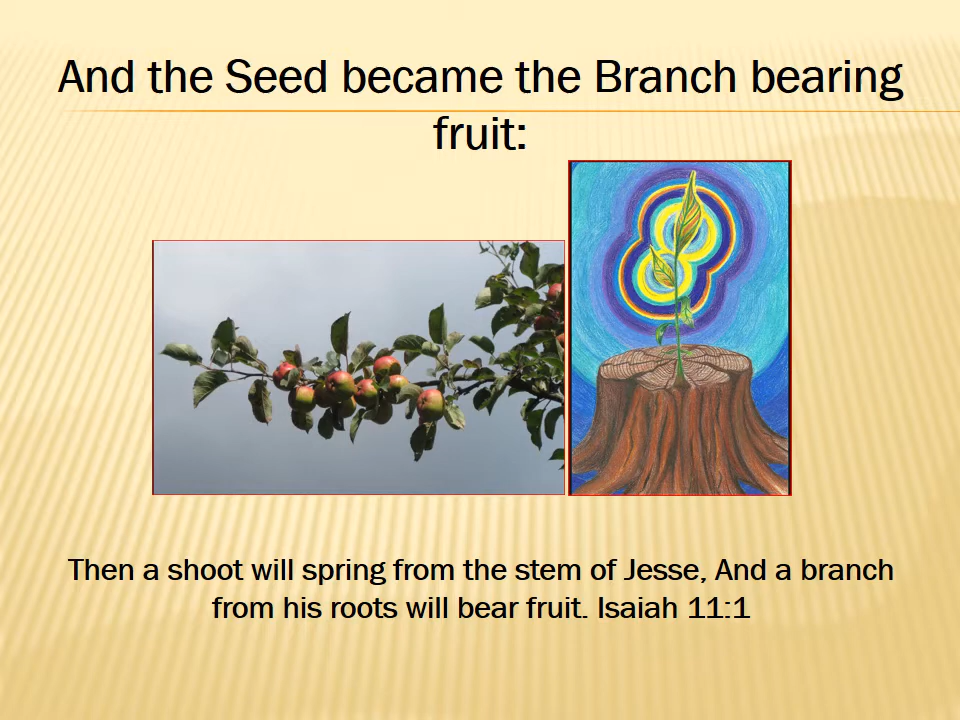 And the Seed became the Branch bearing
fruit:
Then a shoot will spring from the stem of Jesse, And a branch
from his roots will bear fruit. Isaiah 11:1